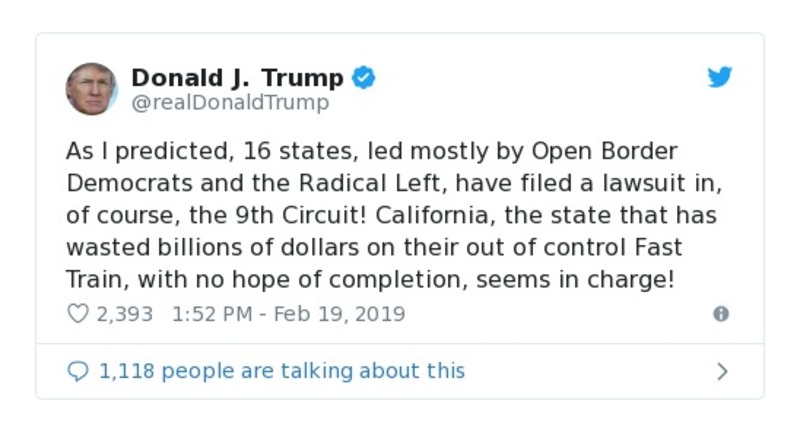 Donald J. Trump
@realDonaldTrump
As I predicted, 16 states, led mostly by Open Border
Democrats and the Radical Left, have filed a lawsuit in,
of course, the 9th Circuit! California, the state that has
wasted billions of dollars on their out of control Fast
Train, with no hope of completion, seems in charge!
2,393 1:52 PM - Feb 19, 2019
1,118 people are talking about this